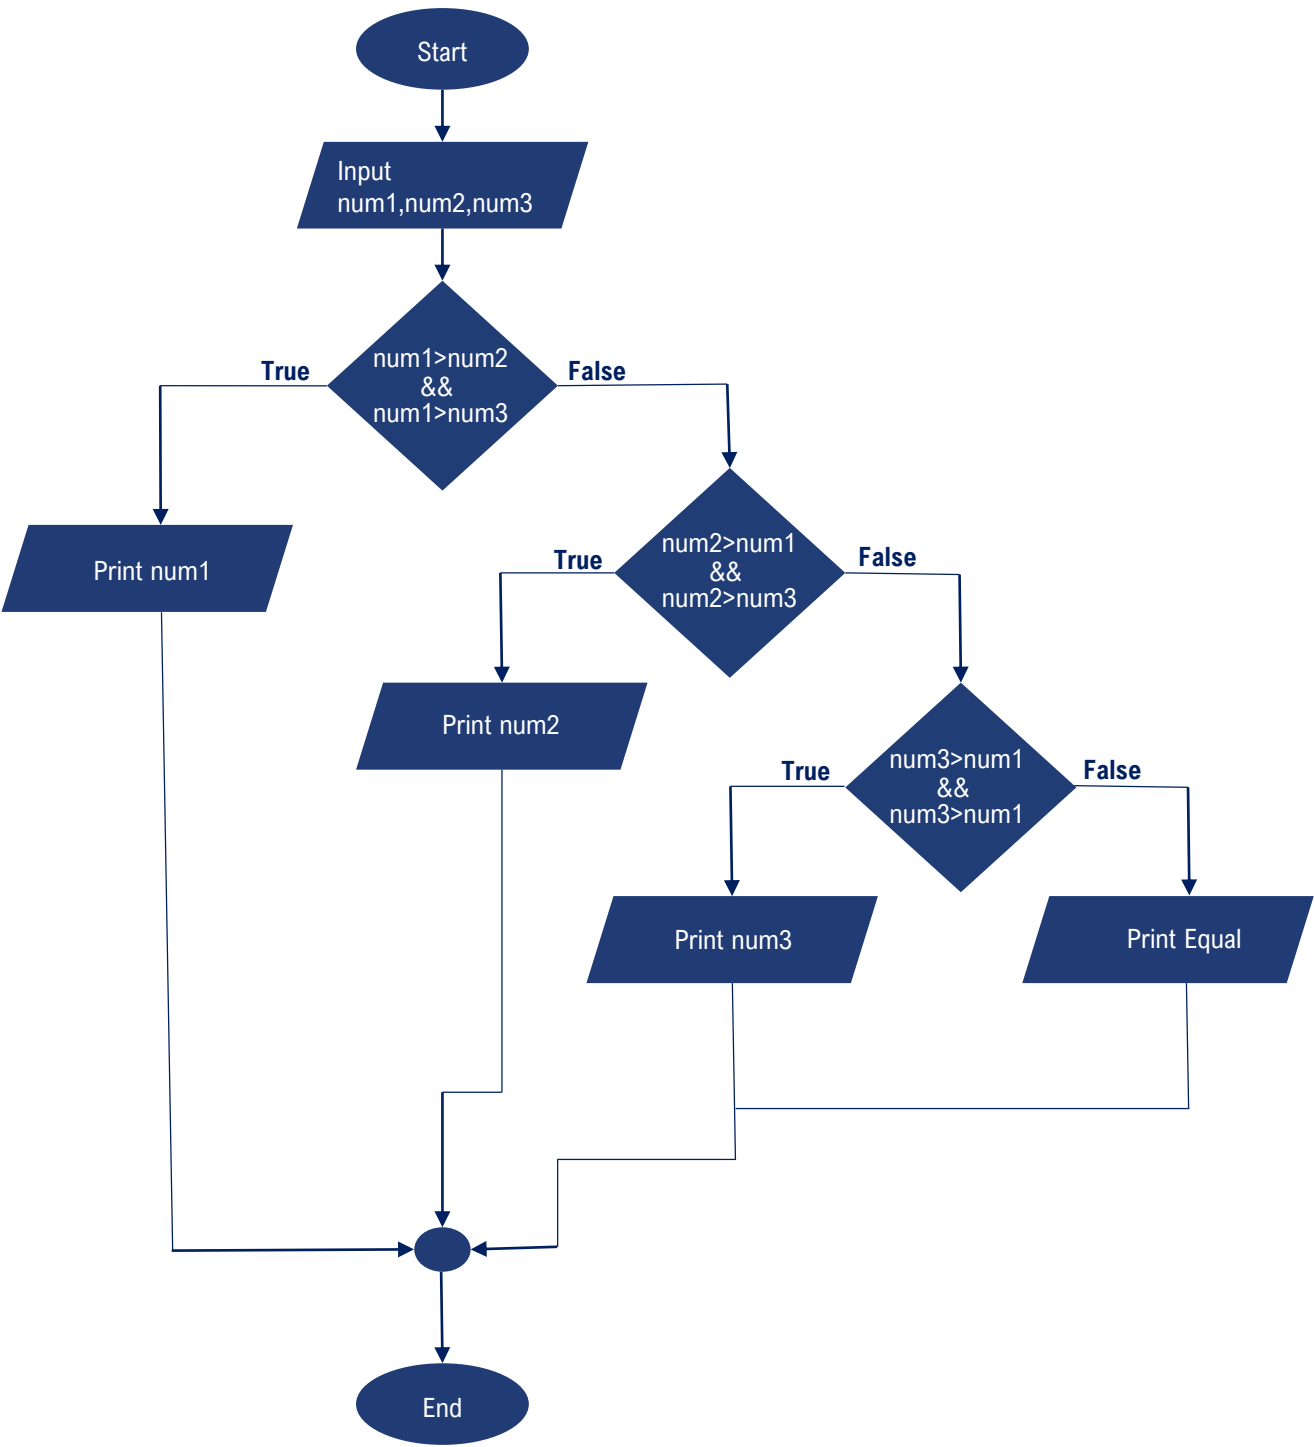 Start
Input
num1,num2,num3
num1>num2
&&
num1>num3
True
False
Print num1
num2>num1
&&
num2>num3
True
False
Print num2
num3>num1
&&
num3>num1
True
False
Print num3
Print Equal
End